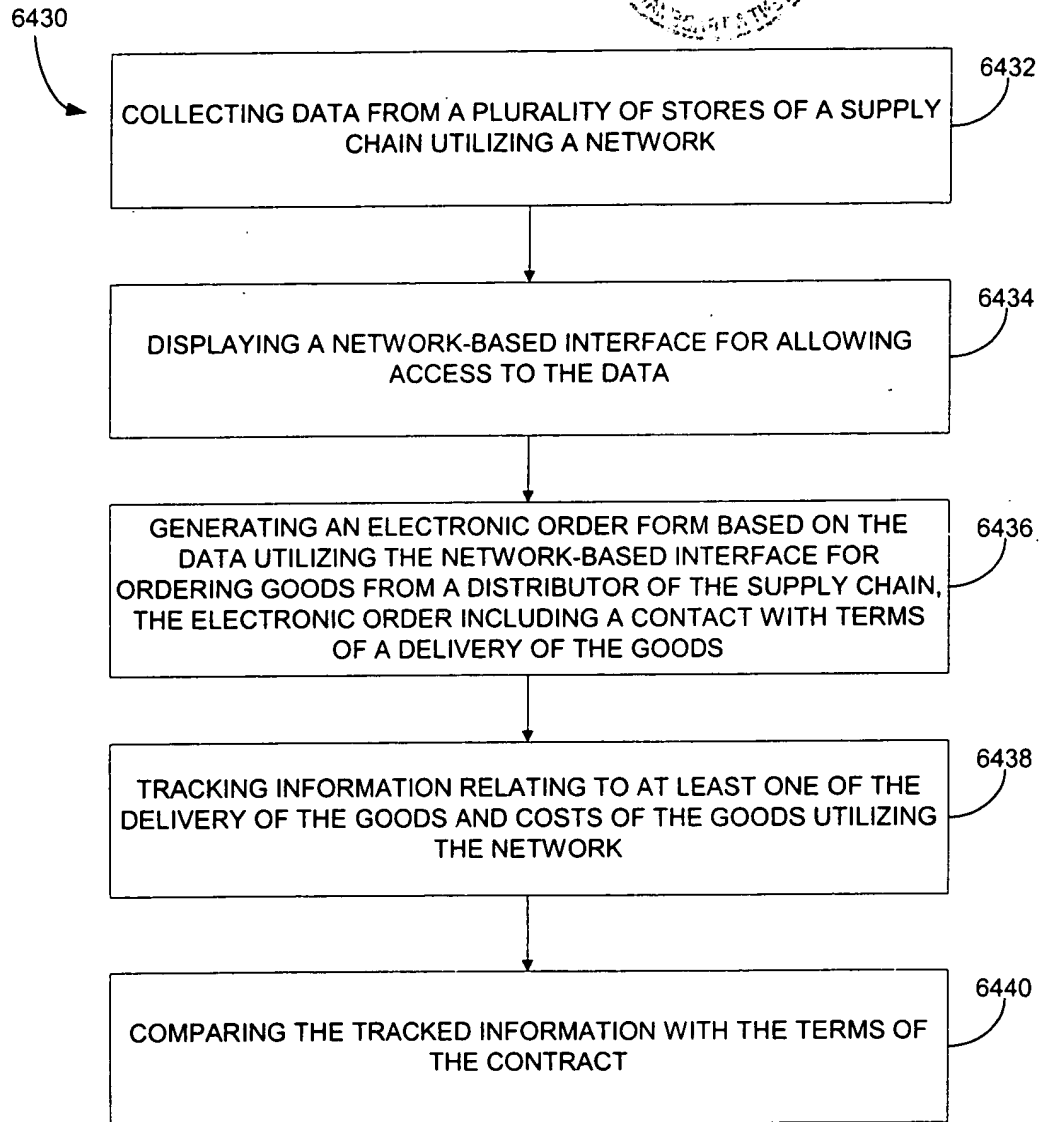 6430
6432
COLLECTING DATA FROM A PLURALITY OF STORES OF A SUPPLY
CHAIN UTILIZING A NETWORK
6434
DISPLAYING A NETWORK-BASED INTERFACE FOR ALLOWING
ACCESS TO THE DATA
6436
GENERATING AN ELECTRONIC ORDER FORM BASED ON THE
DATA UTILIZING THE NETWORK-BASED INTERFACE FOR
ORDERING GOODS FROM A DISTRIBUTOR OF THE SUPPLY CHAIN,
THE ELECTRONIC ORDER INCLUDING A CONTACT WITH TERMS
OF A DELIVERY OF THE GOODS
6438
TRACKING INFORMATION RELATING TO AT LEAST ONE OF THE
DELIVERY OF THE GOODS AND COSTS OF THE GOODS UTILIZING
THE NETWORK
6440
COMPARING THE TRACKED INFORMATION WITH THE TERMS OF
THE CONTRACT